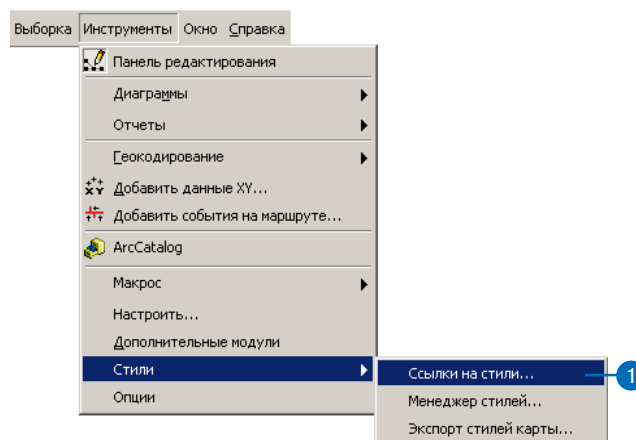 Выборка Инструменты Окно Справка
Панель редактирования
Диаграммы
Отчеты
Геокодирование
Добавить данные XY...
Добавить события на маршруте...
ArcCatalog
Макрос
Настроить...
Дополнительные модули
Стили
Ссылки на стили... 1
Опции
Менеджер стилей...
Экспорт стилей карты...